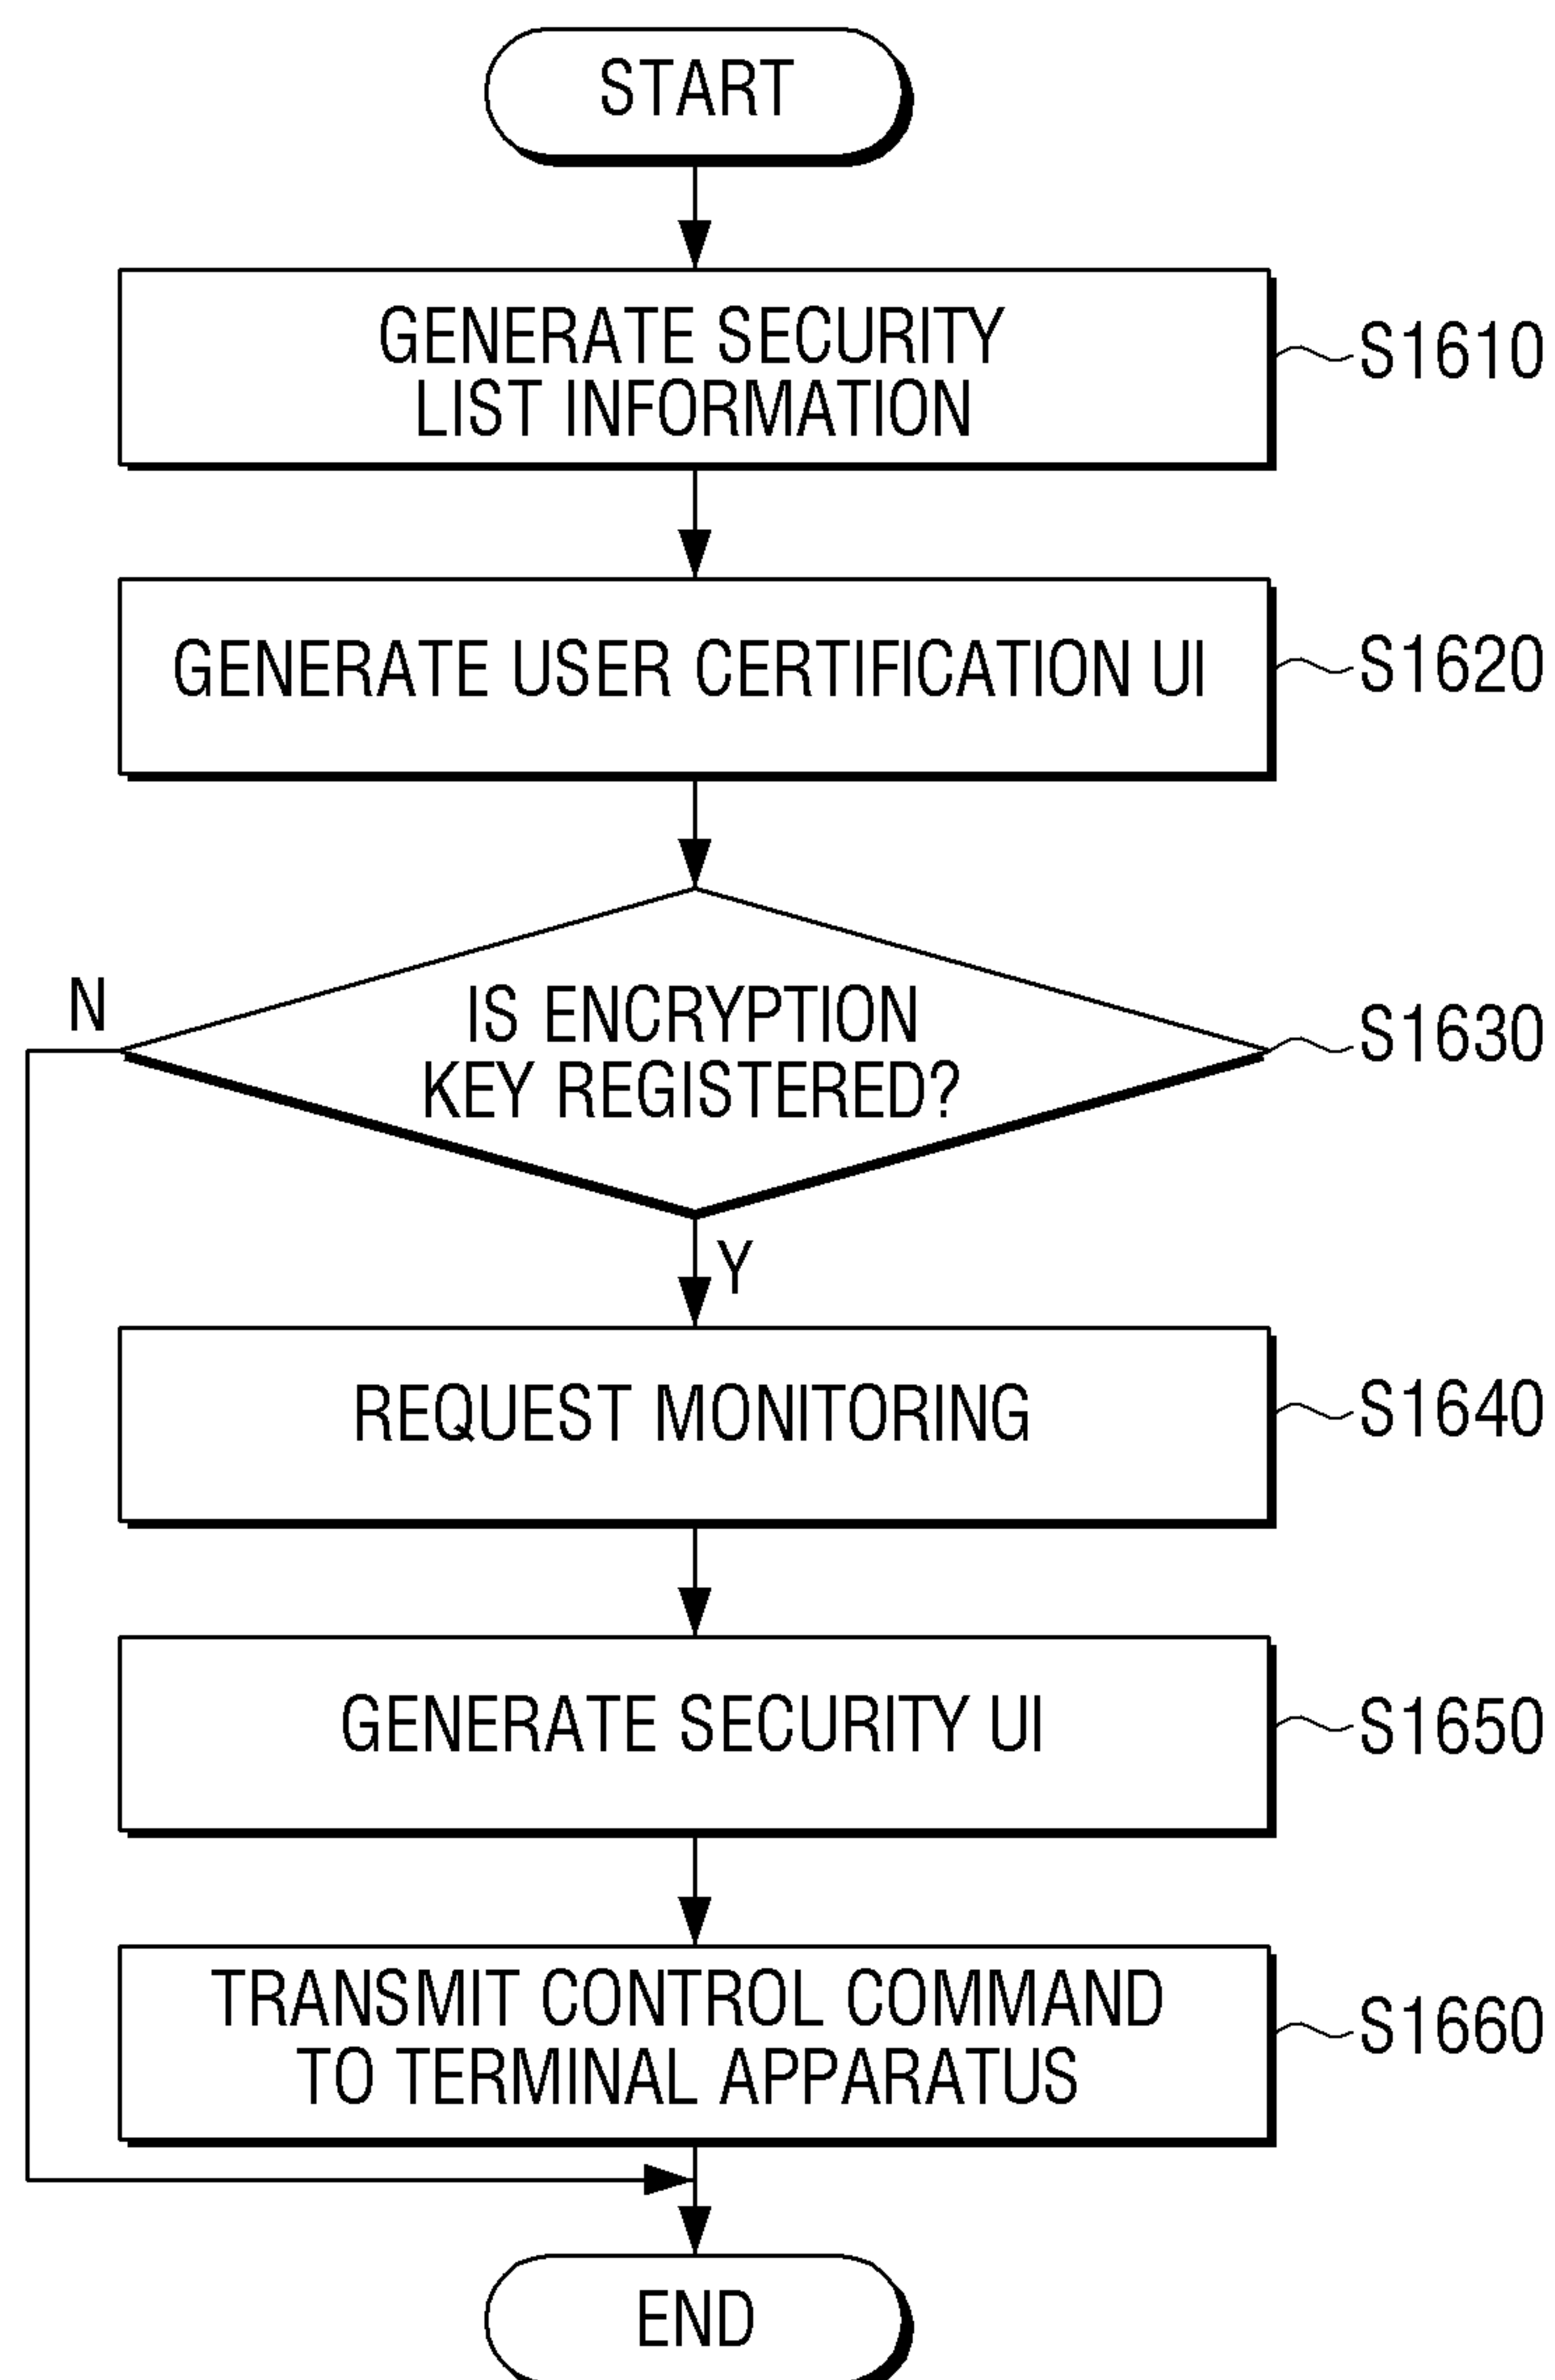 START
GENERATE SECURITY
LIST INFORMATION
S1610
GENERATE USER CERTIFICATION UI
S1620
N
IS ENCRYPTION
KEY REGISTERED?
S1630
Y
REQUEST MONITORING
S1640
GENERATE SECURITY UI
S1650
TRANSMIT CONTROL COMMAND
TO TERMINAL APPARATUS
S1660
END